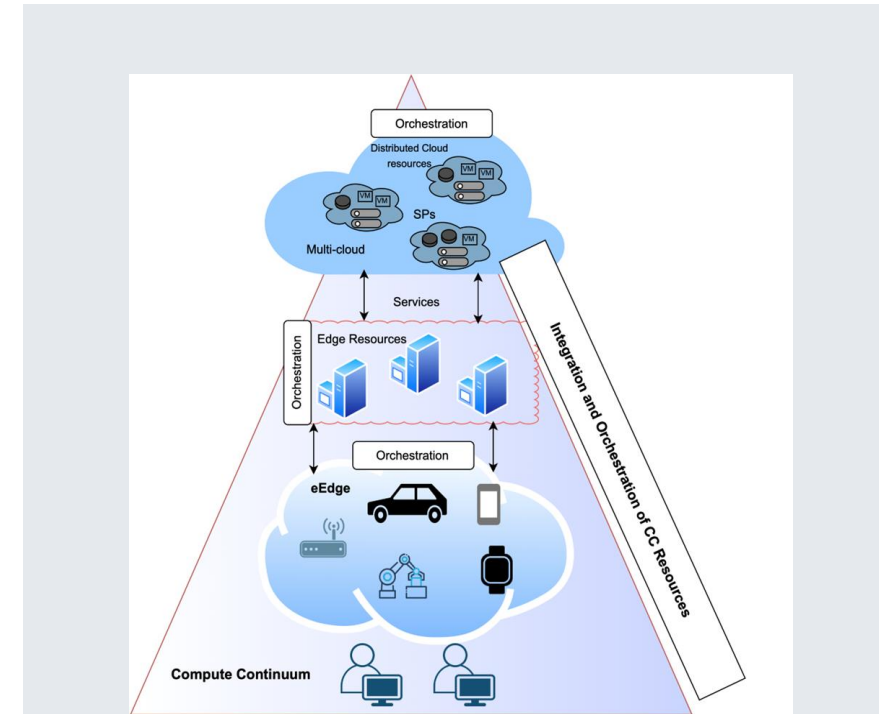 Orchestration
Distributed Cloud
resources
VM
VM
VM
VM
SPs
VM
Multi-cloud
Services
Orchestration
Edge Resources
Integration and Orchestration of CC Resources
Orchestration
eEdge
Compute Continuum